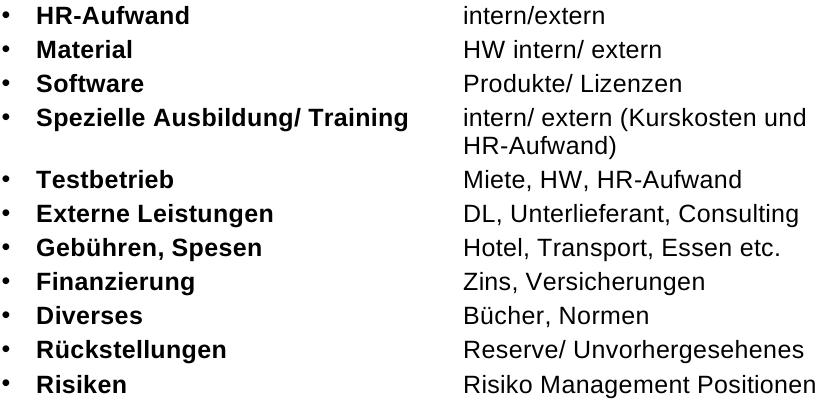 • HR-Aufwand intern/extern
• Material HW intern/ extern
• Software Produkte/ Lizenzen
• Spezielle Ausbildung/ Training intern/ extern (Kurskosten und
HR-Aufwand)
• Testbetrieb Miete, HW, HR-Aufwand
• Externe Leistungen DL, Unterlieferant, Consulting
• Gebühren, Spesen Hotel, Transport, Essen etc.
• Finanzierung Zins, Versicherungen
• Diverses Bücher, Normen
• Rückstellungen Reserve/ Unvorhergesehenes
• Risiken Risiko Management Positionen